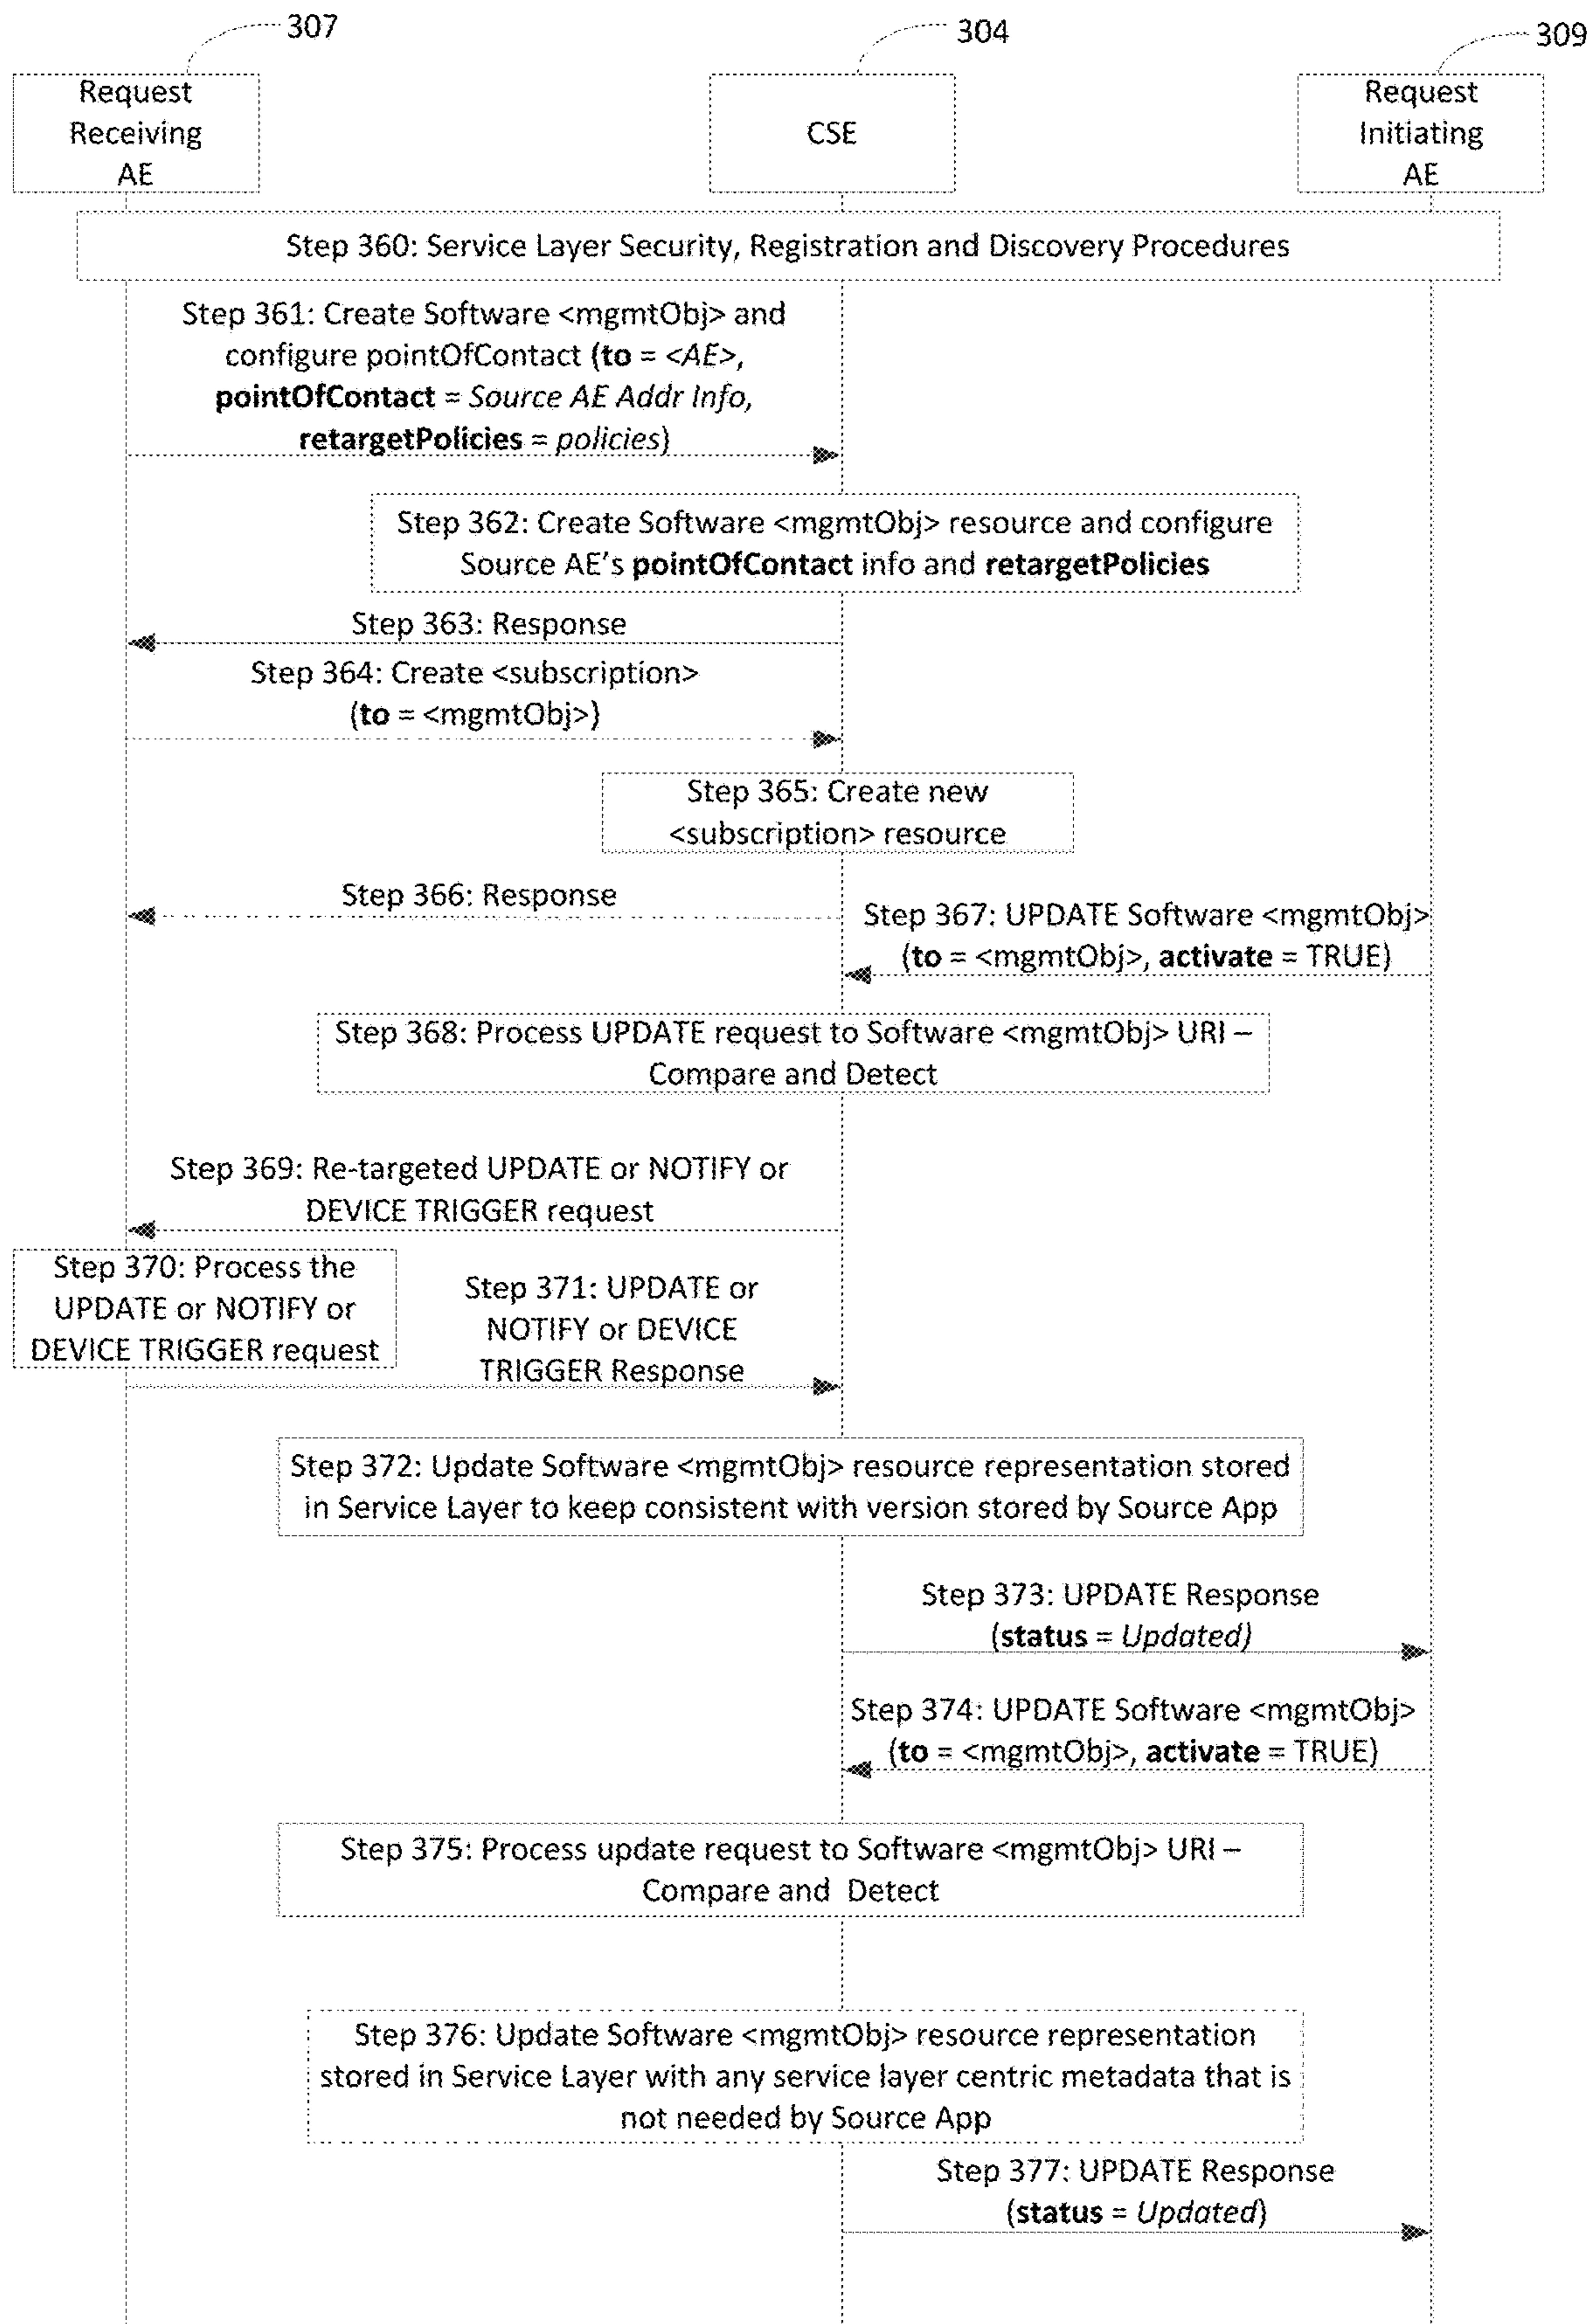 307
304
309
Request
Receiving
AE
CSE
Request
Initiating
AE
Step 360: Service Layer Security, Registration and Discovery Procedures
Step 361: Create Software <mgmtObj> and
configure pointOfContact (to = <AE>,
pointOfContact = Source AE Addr Info,
retargetPolicies = policies)
Step 362: Create Software <mgmtObj> resource and configure
Source AE's pointOfContact info and retargetPolicies
Step 363: Response
Step 364: Create <subscription>
(to = <mgmtObj>)
Step 365: Create new
<subscription> resource
Step 366: Response
Step 367: UPDATE Software <mgmtObj>
(to = <mgmtObj>, activate = TRUE)
Step 368: Process UPDATE request to Software <mgmtObj> URI –
Compare and Detect
Step 369: Re-targeted UPDATE or NOTIFY or
DEVICE TRIGGER request
Step 370: Process the
UPDATE or NOTIFY or
DEVICE TRIGGER request
Step 371: UPDATE or
NOTIFY or DEVICE
TRIGGER Response
Step 372: Update Software <mgmtObj> resource representation stored
in Service Layer to keep consistent with version stored by Source App
Step 373: UPDATE Response
(status = Updated)
Step 374: UPDATE Software <mgmtObj>
(to = <mgmtObj>, activate = TRUE)
Step 375: Process update request to Software <mgmtObj> URI –
Compare and Detect
Step 376: Update Software <mgmtObj> resource representation
stored in Service Layer with any service layer centric metadata that is
not needed by Source App
Step 377: UPDATE Response
(status = Updated)